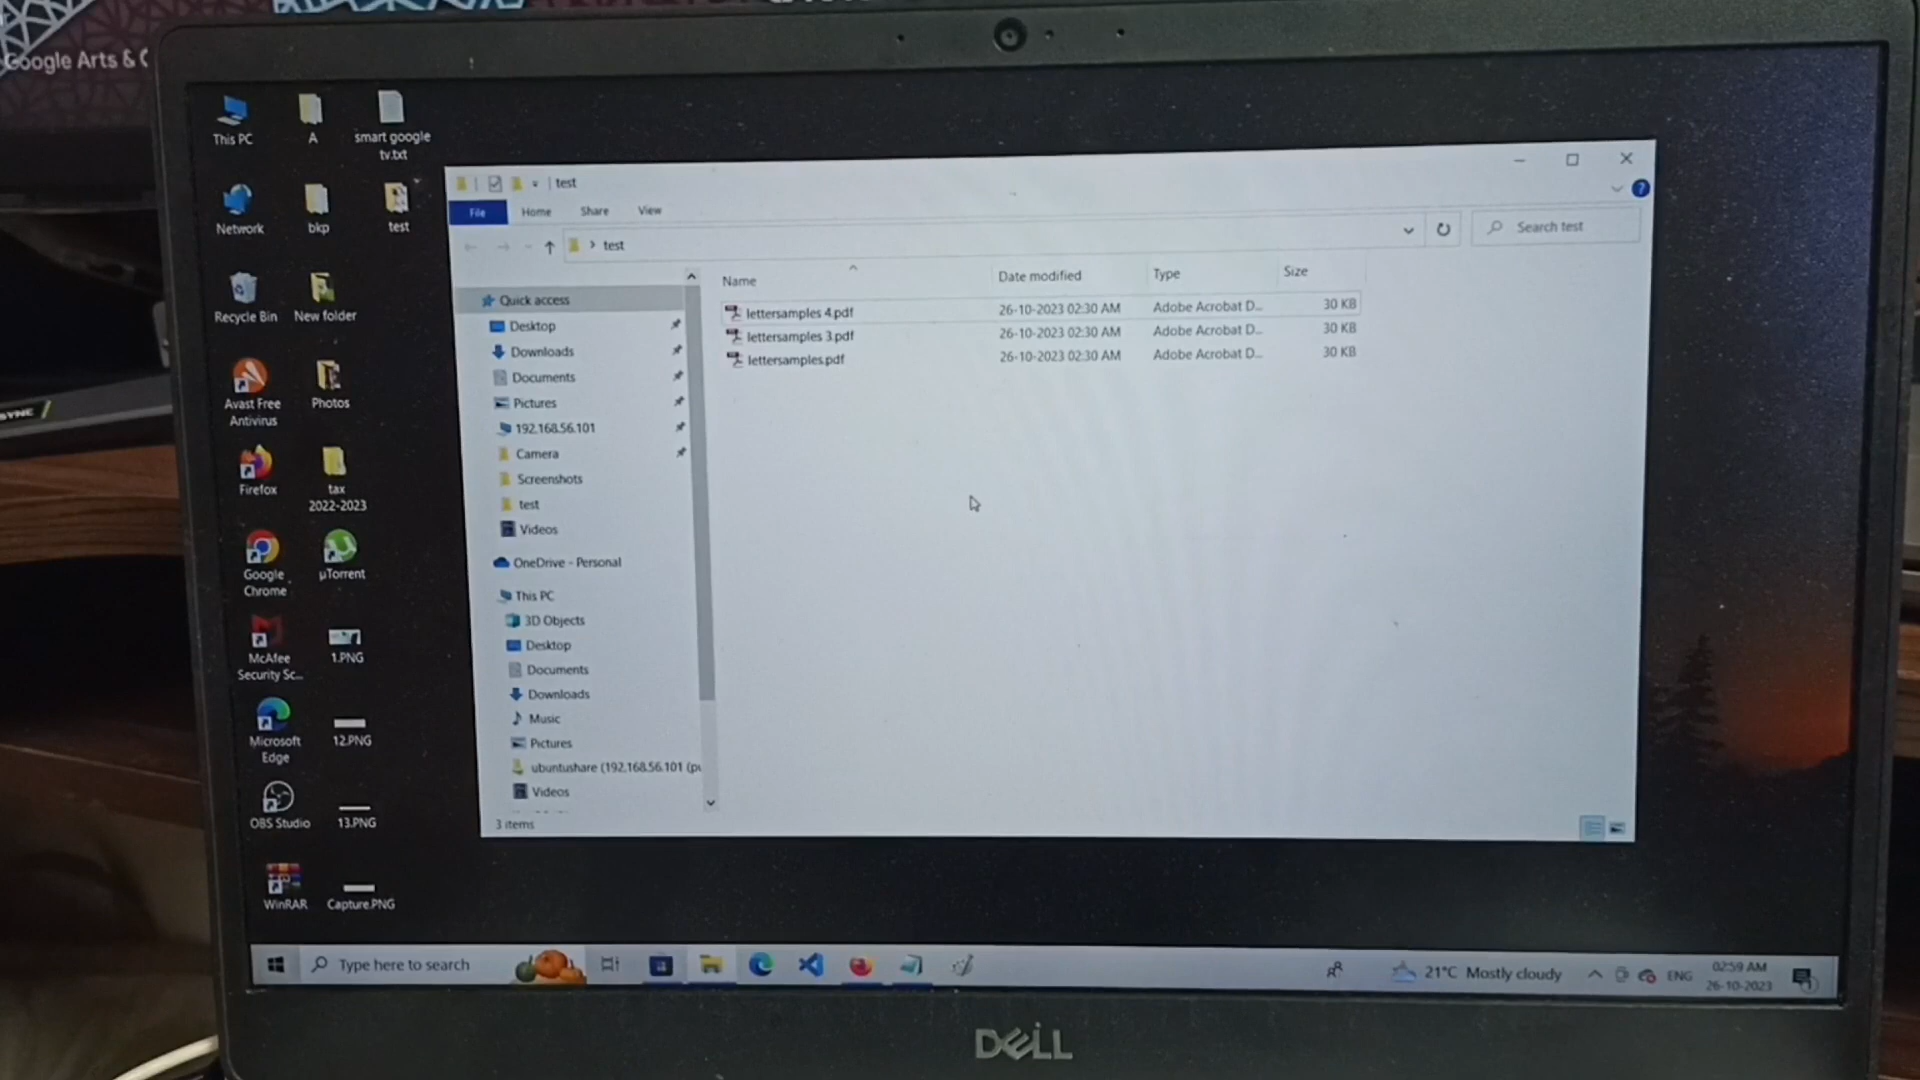 Google Arts & C
This PC
A
smart google
tv.txt
Network
bkp
test
Recycle Bin
New folder
Avast Free
Antivirus
Photos
Firefox
tax
2022-2023
Google
Chrome
µTorrent
McAfee
Security Sc...
1.PNG
Microsoft
Edge
12.PNG
OBS Studio
13.PNG
WinRAR
Capture.PNG
test
File Home Share View
test
Search test
Name Date modified Type Size
lettersamples 4.pdf 26-10-2023 02:30 AM Adobe Acrobat D... 30 KB
lettersamples 3.pdf 26-10-2023 02:30 AM Adobe Acrobat D... 30 KB
lettersamples.pdf 26-10-2023 02:30 AM Adobe Acrobat D... 30 KB
Quick access
Desktop
Downloads
Documents
Pictures
192.168.56.101
Camera
Screenshots
test
Videos
OneDrive - Personal
This PC
3D Objects
Desktop
Documents
Downloads
Music
Pictures
ubuntushare (192.168.56.101 (pu
Videos
3 items
Type here to search
21°C Mostly cloudy
ENG
02:59 AM
26-10-2023
DELL